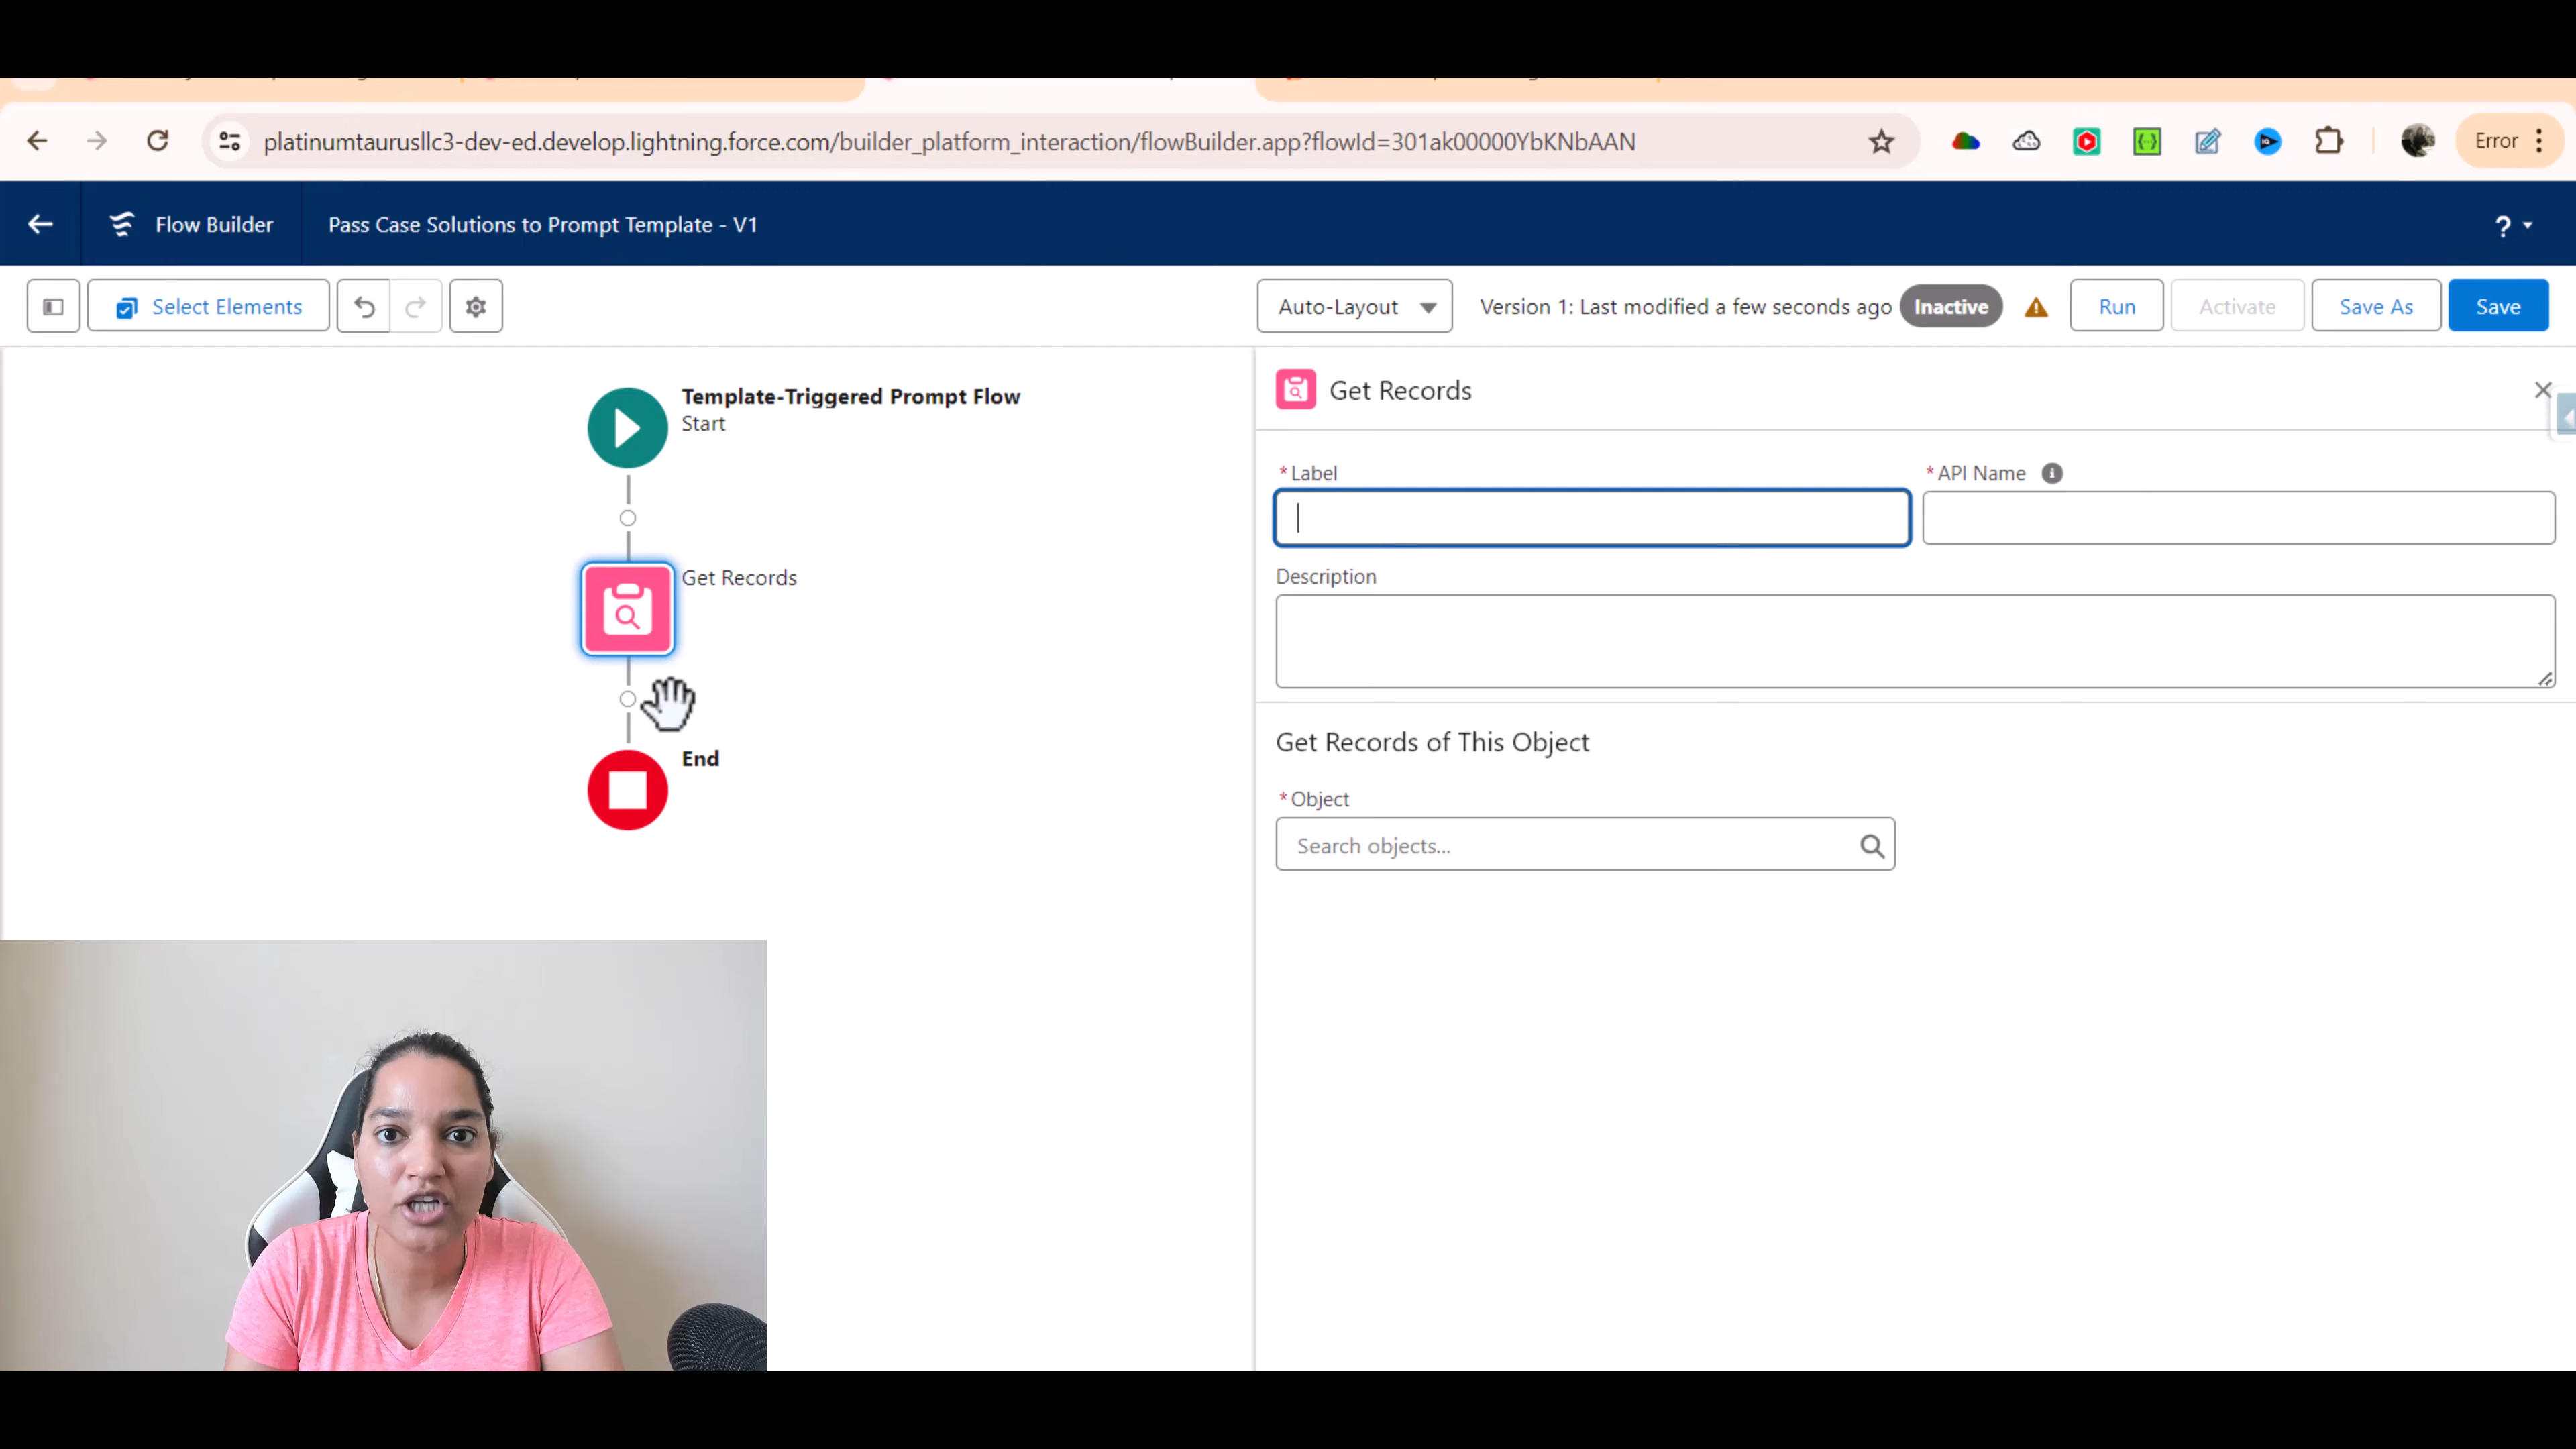 platinumtaurusllc3-dev-ed.develop.lightning.force.com/builder_platform_interaction/flowBuilder.app?flowId=301ak00000YbKNbAAN
Error
Flow Builder
Pass Case Solutions to Prompt Template - V1
?
Select Elements
Auto-Layout
Version 1: Last modified a few seconds ago
Inactive
Run
Activate
Save As
Save
Template-Triggered Prompt Flow
Start
Get Records
End
Get Records
* Label
* API Name
Description
Get Records of This Object
* Object
Search objects...